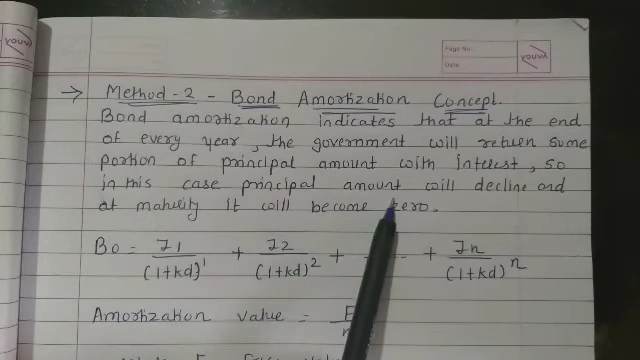 youva
Page No.
Date:
youva
→ Method-2 - Bond Amortization Concept.
Bond amortization indicates that at the end
of every year, the government will return some
portion of principal amount with interest, so
in this case principal amount will decline and
at maturity it will become zero.
B0 = I1/(1+kd)^1 + I2/(1+kd)^2 + ... + In/(1+kd)^n
Amortization value = F